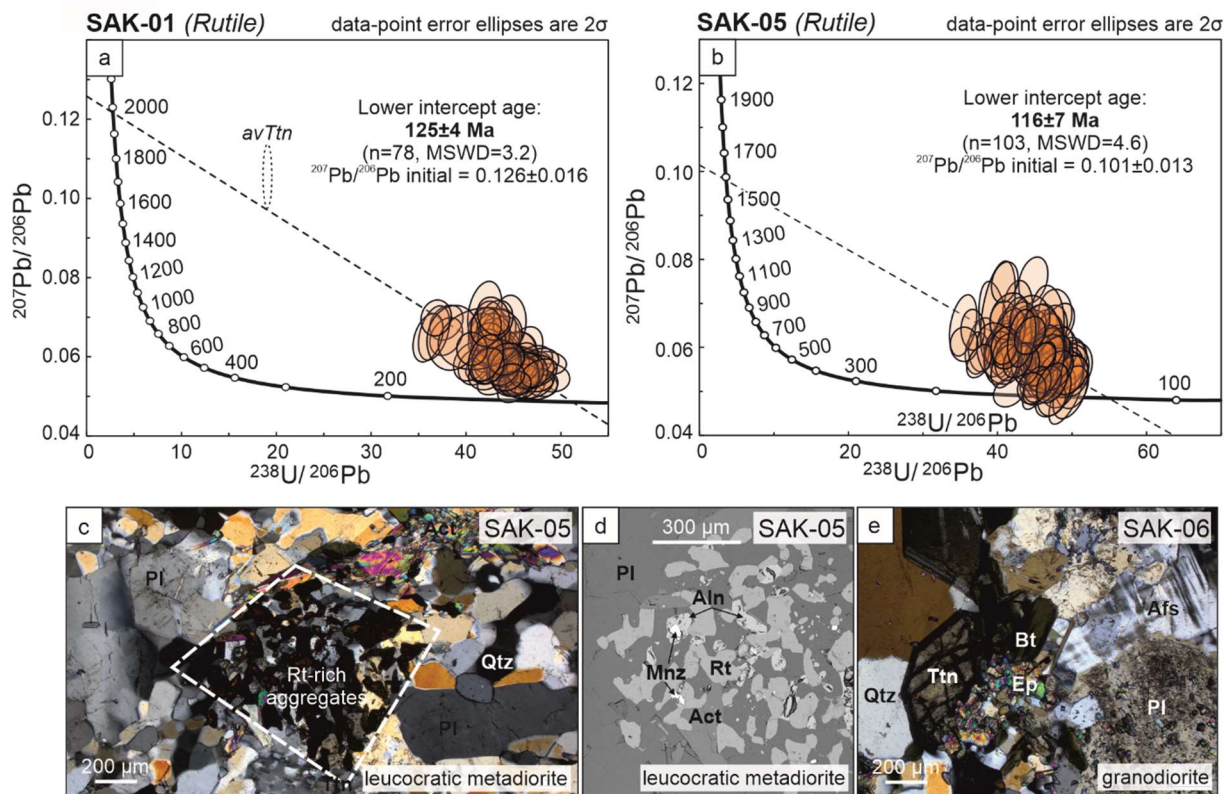 SAK-01 (Rutile) data-point error ellipses are 2σ
a
Lower intercept age:
125±4 Ma
(n=78, MSWD=3.2)
²⁰⁷Pb/²⁰⁶Pb initial = 0.126±0.016
avTtn
2000
1800
1600
1400
1200
1000
800
600
400
200
0.12
0.10
0.08
0.06
0.04
²⁰⁷Pb/²⁰⁶Pb
0 10 20 30 40 50
²³⁸U/²⁰⁶Pb
SAK-05 (Rutile) data-point error ellipses are 2σ
b
Lower intercept age:
116±7 Ma
(n=103, MSWD=4.6)
²⁰⁷Pb/²⁰⁶Pb initial = 0.101±0.013
1900
1700
1500
1300
1100
900
700
500
300
100
0.12
0.10
0.08
0.06
0.04
²⁰⁷Pb/²⁰⁶Pb
²³⁸U/²⁰⁶Pb
0 20 40 60
²³⁸U/²⁰⁶Pb
c
SAK-05
Act
Pl
Qtz
Rt-rich
aggregates
Pl
200 µm
Ttn
leucocratic metadiorite
d
SAK-05
300 µm
Pl
Aln
Mnz
Rt
Act
leucocratic metadiorite
e
SAK-06
Afs
Bt
Ttn
Ep
Qtz
Pl
200 µm
granodiorite